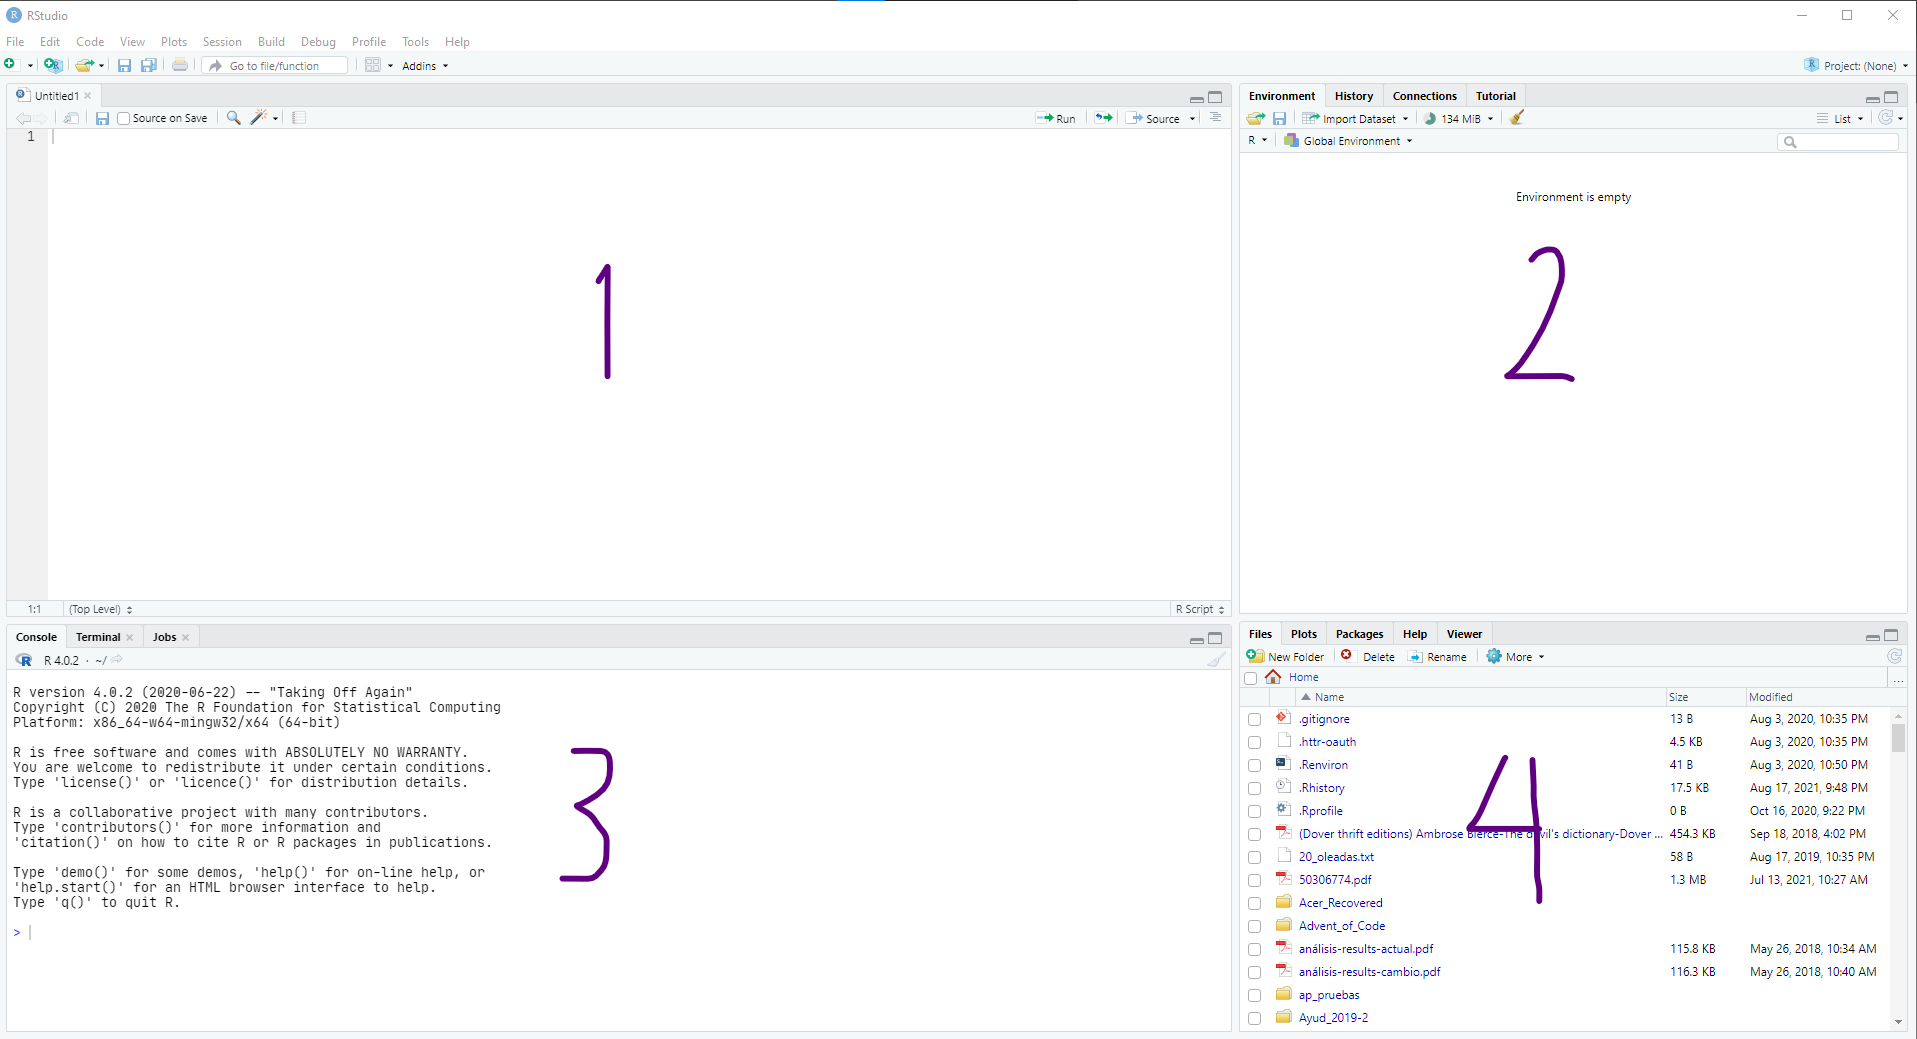 RStudio
File Edit Code View Plots Session Build Debug Profile Tools Help
Go to file/function Addins Project: (None)
Untitled1
Source on Save Run Source
1
1
1:1 (Top Level) R Script
Environment History Connections Tutorial
Import Dataset 134 MiB List
R Global Environment
Environment is empty
2
Console Terminal Jobs
R 4.0.2 · ~/
R version 4.0.2 (2020-06-22) -- "Taking Off Again"
Copyright (C) 2020 The R Foundation for Statistical Computing
Platform: x86_64-w64-mingw32/x64 (64-bit)
R is free software and comes with ABSOLUTELY NO WARRANTY.
You are welcome to redistribute it under certain conditions.
Type 'license()' or 'licence()' for distribution details.
R is a collaborative project with many contributors.
Type 'contributors()' for more information and
'citation()' on how to cite R or R packages in publications.
Type 'demo()' for some demos, 'help()' for on-line help, or
'help.start()' for an HTML browser interface to help.
Type 'q()' to quit R.
>
3
Files Plots Packages Help Viewer
New Folder Delete Rename More
Home ...
Name Size Modified
.gitignore 13 B Aug 3, 2020, 10:35 PM
.httr-oauth 4.5 KB Aug 3, 2020, 10:35 PM
.Renviron 41 B Aug 3, 2020, 10:50 PM
.Rhistory 17.5 KB Aug 17, 2021, 9:48 PM
.Rprofile 0 B Oct 16, 2020, 9:22 PM
(Dover thrift editions) Ambrose Bierce-The devil's dictionary-Dover ... 454.3 KB Sep 18, 2018, 4:02 PM
20_oleadas.txt 58 B Aug 17, 2019, 10:35 PM
50306774.pdf 1.3 MB Jul 13, 2021, 10:27 AM
Acer_Recovered
Advent_of_Code
análisis-results-actual.pdf 115.8 KB May 26, 2018, 10:34 AM
análisis-results-cambio.pdf 116.3 KB May 26, 2018, 10:40 AM
ap_pruebas
Ayud_2019-2
4